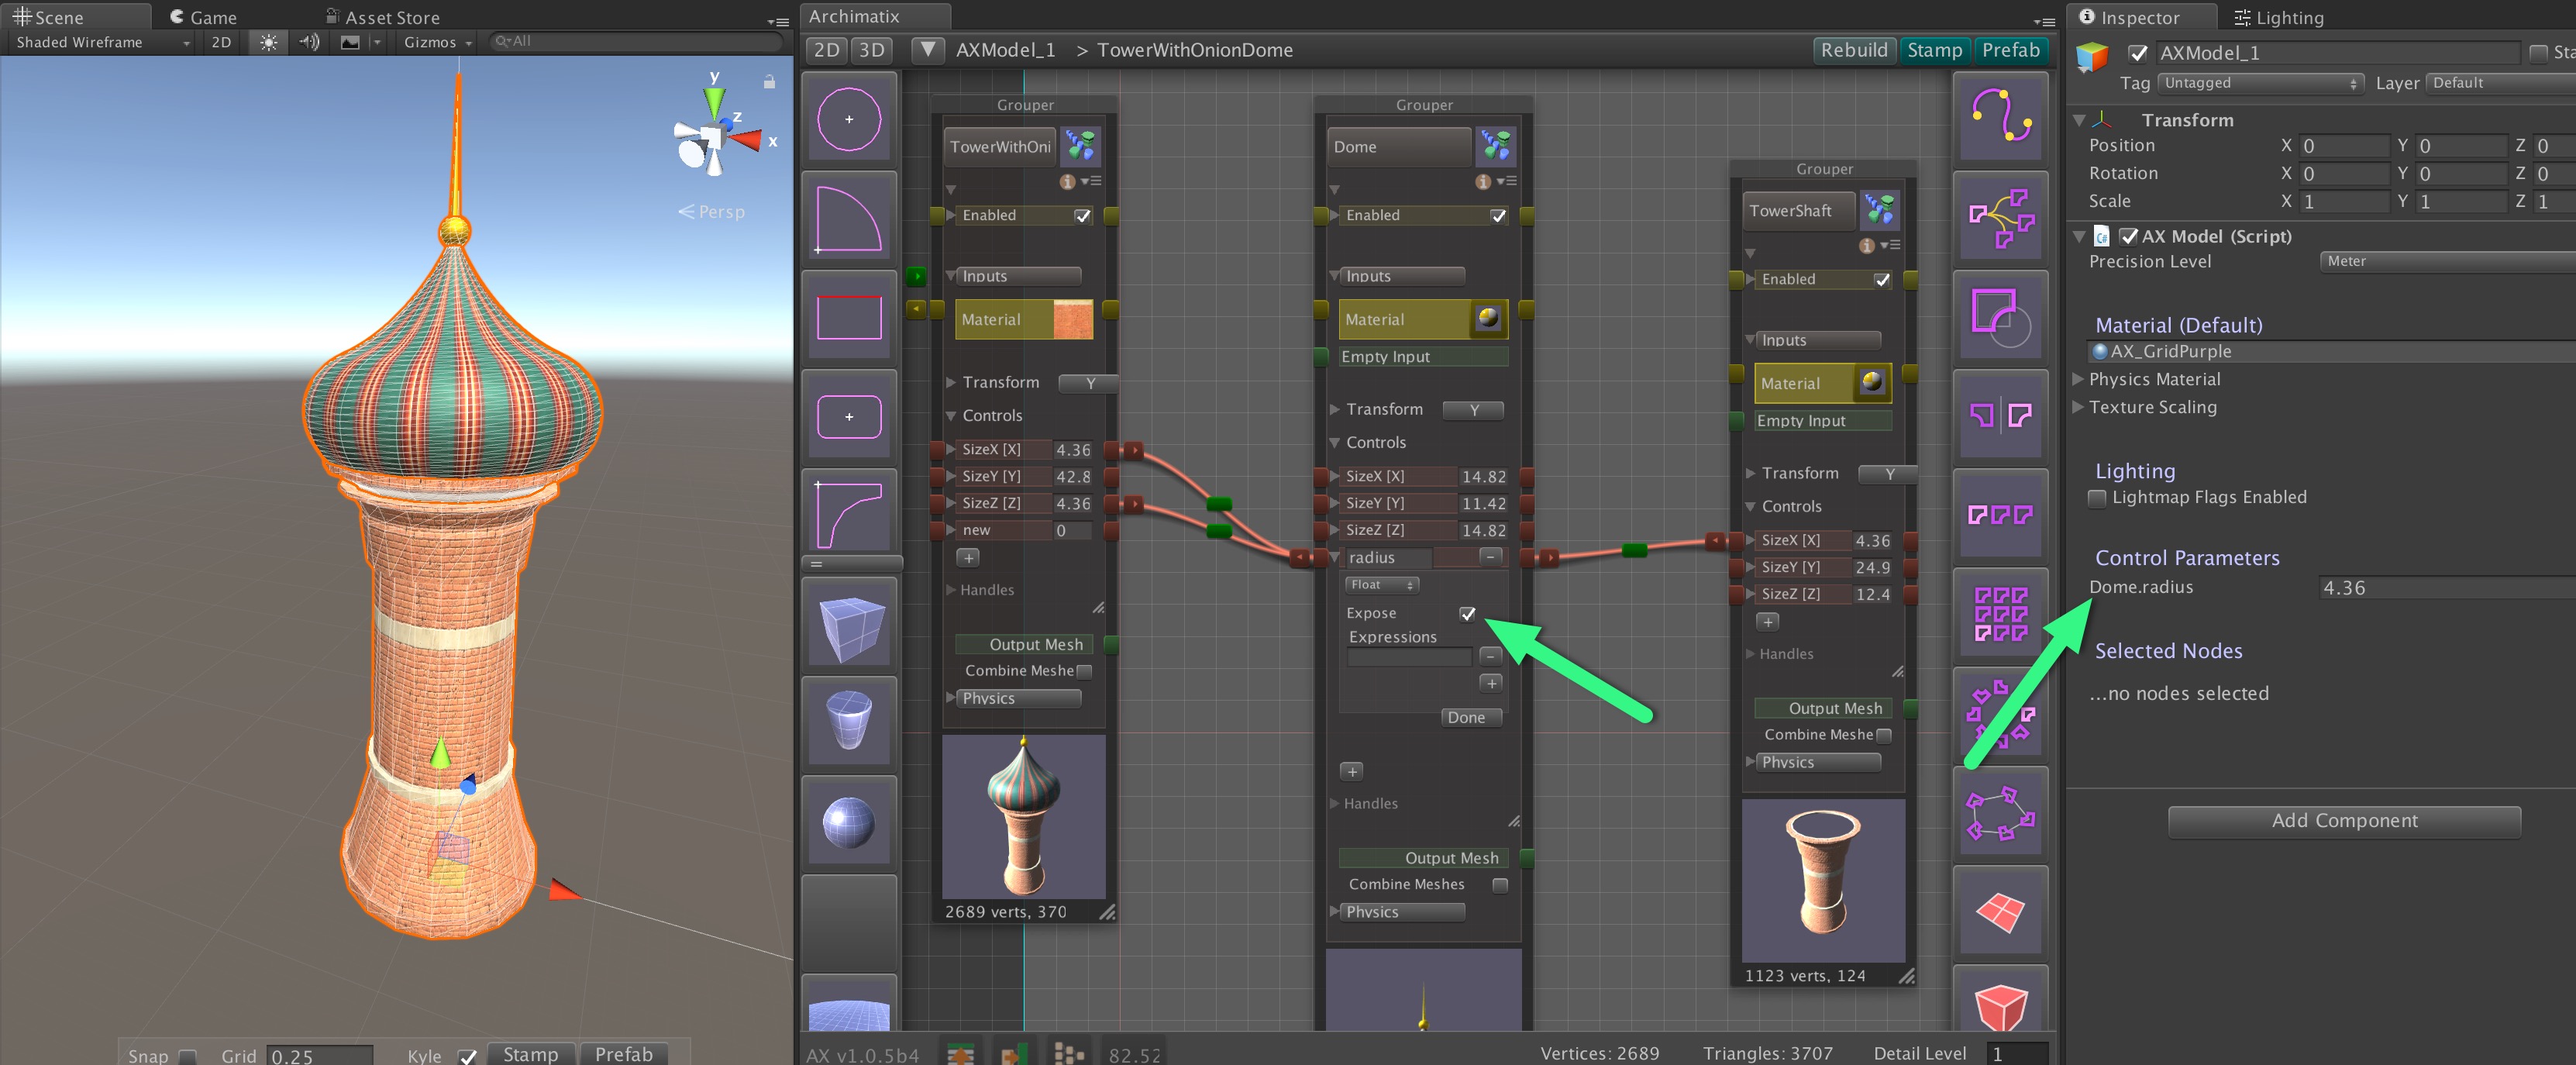 Scene
Game
Asset Store
Shaded Wireframe
2D
Gizmos
All
y
z
x
Persp
Snap
Grid
0.25
Kyle
Stamp
Prefab
Archimatix
2D
3D
AXModel_1 > TowerWithOnionDome
Rebuild
Stamp
Prefab
Grouper
TowerWithOni
Enabled
Inputs
Material
Transform
Y
Controls
SizeX [X] 4.36
SizeY [Y] 42.8
SizeZ [Z] 4.36
new 0
+
Handles
Output Mesh
Combine Meshe
Physics
2689 verts, 370
Grouper
Dome
Enabled
Inputs
Material
Empty Input
Transform
Y
Controls
SizeX [X] 14.82
SizeY [Y] 11.42
SizeZ [Z] 14.82
radius
Float
Expose
Expressions
Done
+
Handles
Output Mesh
Combine Meshes
Physics
Grouper
TowerShaft
Enabled
Inputs
Material
Empty Input
Transform
Y
Controls
SizeX [X] 4.36
SizeY [Y] 24.9
SizeZ [Z] 12.4
+
Handles
Output Mesh
Combine Meshe
Physics
1123 verts, 124
AX v1.0.5b4
82.52
Vertices: 2689
Triangles: 3707
Detail Level
1
Inspector
Lighting
AXModel_1
Sta
Tag
Untagged
Layer
Default
Transform
Position X 0 Y 0 Z 0
Rotation X 0 Y 0 Z 0
Scale X 1 Y 1 Z 1
C#
AX Model (Script)
Precision Level
Meter
Material (Default)
AX_GridPurple
Physics Material
Texture Scaling
Lighting
Lightmap Flags Enabled
Control Parameters
Dome.radius 4.36
Selected Nodes
...no nodes selected
Add Component